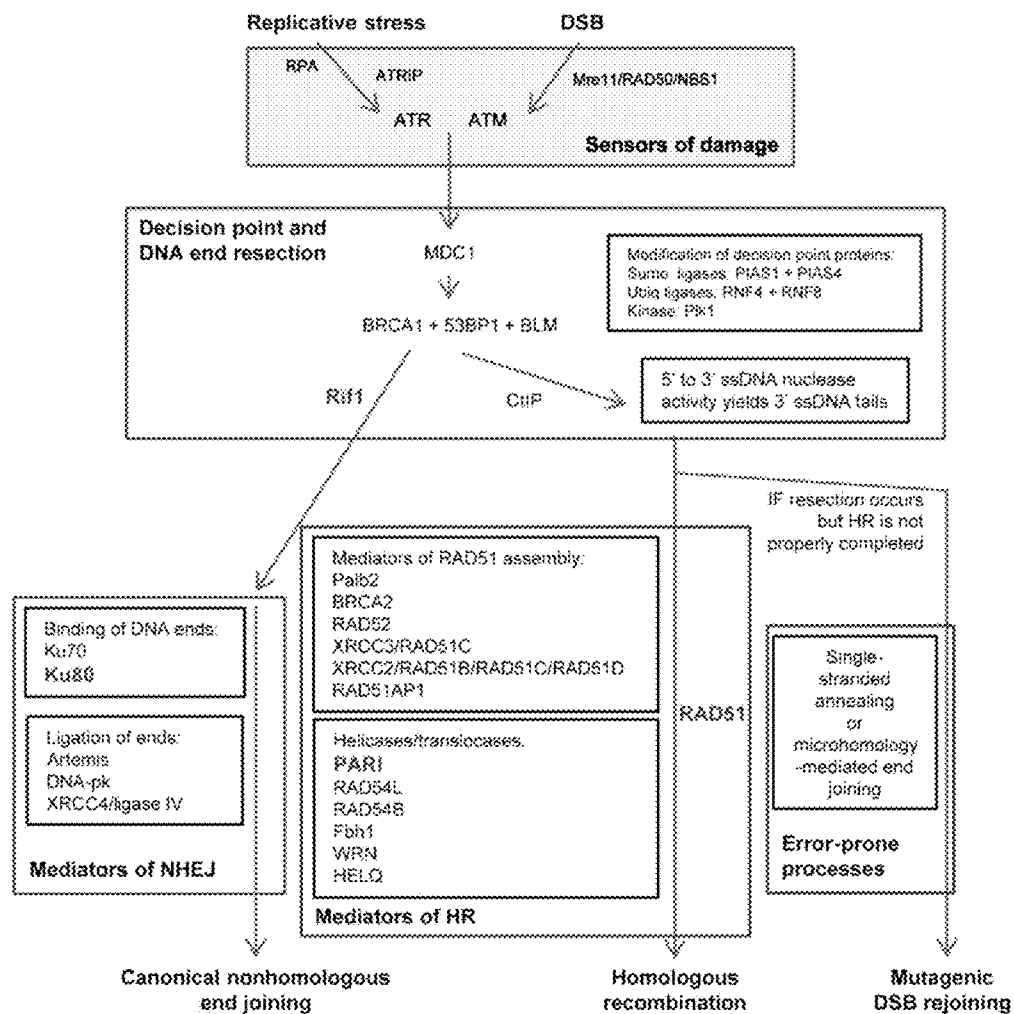 Replicative stress
DSB
RPA
ATRIP
Mre11/RAD50/NBS1
ATR
ATM
Sensors of damage
Decision point and
DNA end resection
MDC1
Modification of decision point proteins:
Sumo ligases: PIAS1 + PIAS4
Ubiq ligases: RNF4 + RNF8
Kinase: Plk1
BRCA1 + 53BP1 + BLM
Rif1
CtIP
5' to 3' ssDNA nuclease
activity yields 3' ssDNA tails
IF resection occurs
but HR is not
properly completed
Mediators of RAD51 assembly:
Palb2
BRCA2
RAD52
XRCC3/RAD51C
XRCC2/RAD51B/RAD51C/RAD51D
RAD51AP1
Binding of DNA ends:
Ku70
Ku80
Ligation of ends:
Artemis
DNA-pk
XRCC4/ligase IV
Mediators of NHEJ
Helicases/translocases.
PARI
RAD54L
RAD54B
Fbh1
WRN
HELQ
Mediators of HR
RAD51
Single-
stranded
annealing
or
microhomology
-mediated end
joining
Error-prone
processes
Canonical nonhomologous
end joining
Homologous
recombination
Mutagenic
DSB rejoining